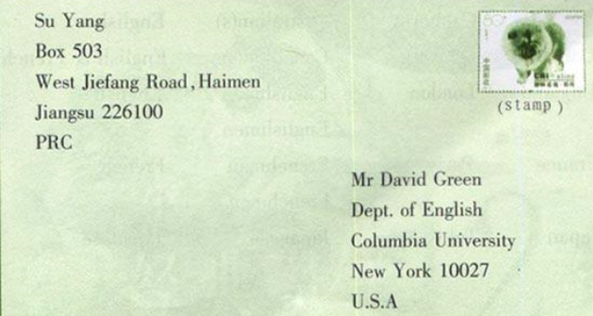 Su Yang
Box 503
West Jiefang Road, Haimen
Jiangsu 226100
PRC
(stamp)
Mr David Green
Dept. of English
Columbia University
New York 10027
U.S.A